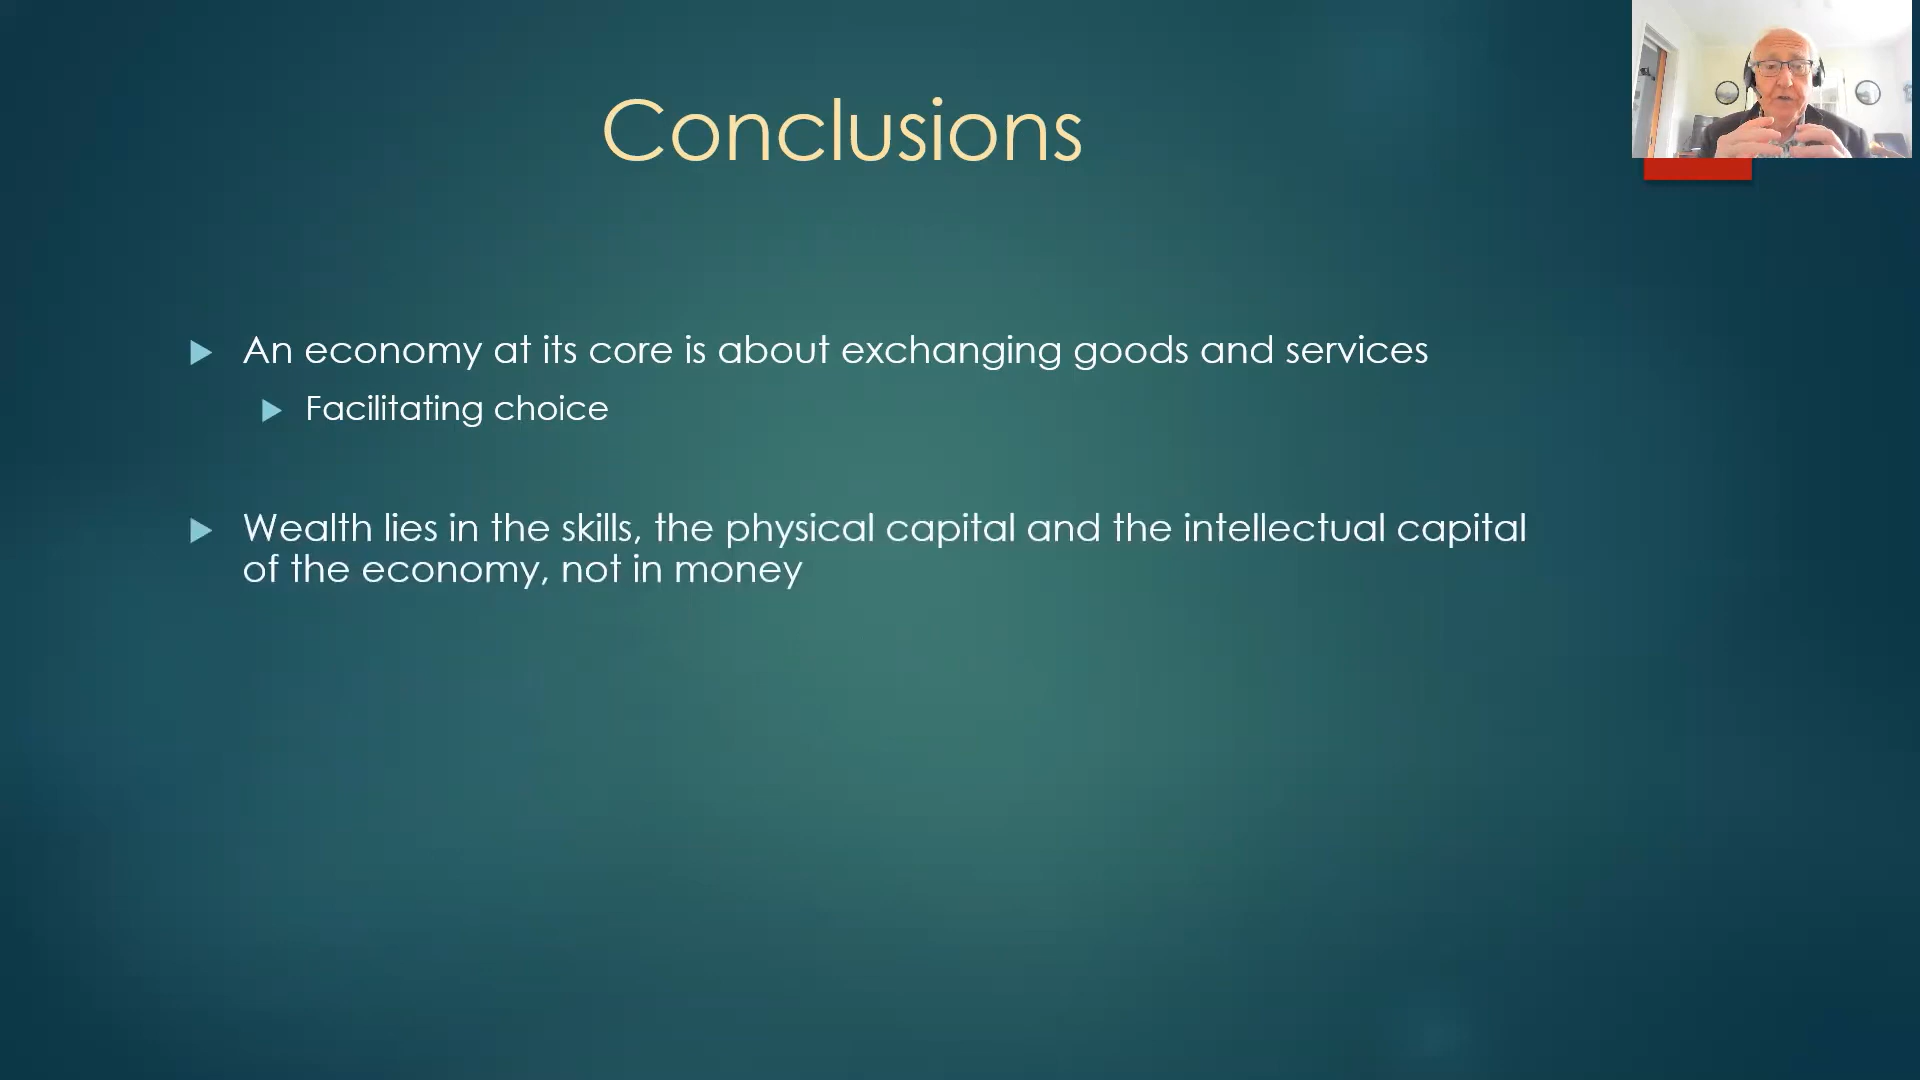 Conclusions
An economy at its core is about exchanging goods and services
Facilitating choice
Wealth lies in the skills, the physical capital and the intellectual capital
of the economy, not in money